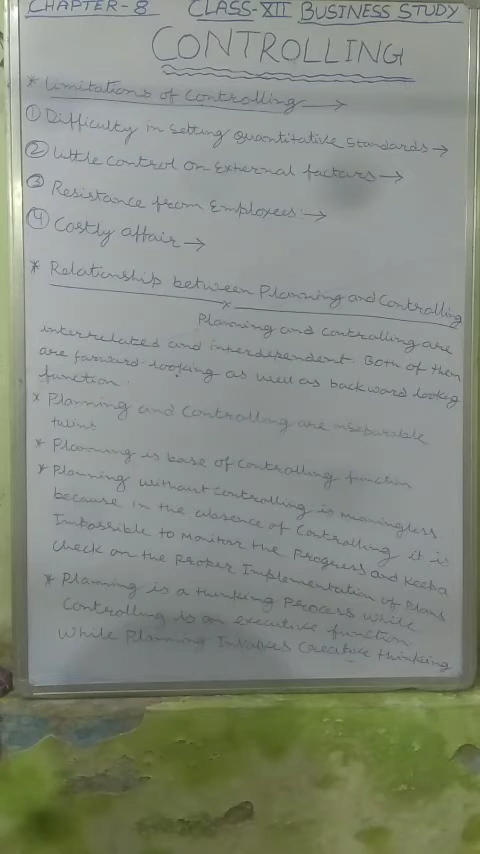 CHAPTER-8 CLASS-XII BUSINESS STUDY
CONTROLLING
* Limitations of Controlling →
① Difficulty in Setting Quantitative Standards →
② Little Control on External factors →
③ Resistance from Employees: →
④ Costly affair →
* Relationship between Planning and Controlling
Planning and Controlling are
interrelated and interdependent. Both of them
are forward-looking as well as backward looking
function.
* Planning and Controlling are inseparable
twins
* Planning is base of Controlling function
* Planning without Controlling is meaningless
because in the absence of Controlling it is
Impossible to monitor the Progress and keep a
check on the Proper Implementation of Plans
* Planning is a thinking Process while
Controlling is an executive function
While Planning Involves Creative thinking